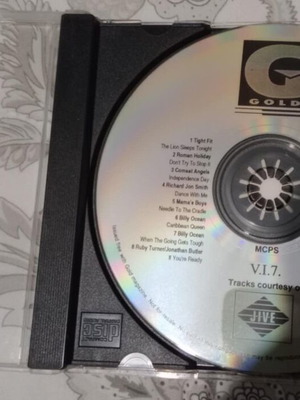 G
GOLD
1 Tight Fit
The Lion Sleeps Tonight
2 Roman Holiday
Don't Try To Stop It
3 Comsat Angels
Independence Day
4 Richard Jon Smith
Dance With Me
5 Mama's Boys
Needle To The Cradle
6 Billy Ocean
Caribbean Queen
7 Billy Ocean
When The Going Gets Tough
8 Ruby Turner/Jonathan Butler
9 You're Ready
MCPS
V.I.7.
Tracks courtesy o
JIVE
disc